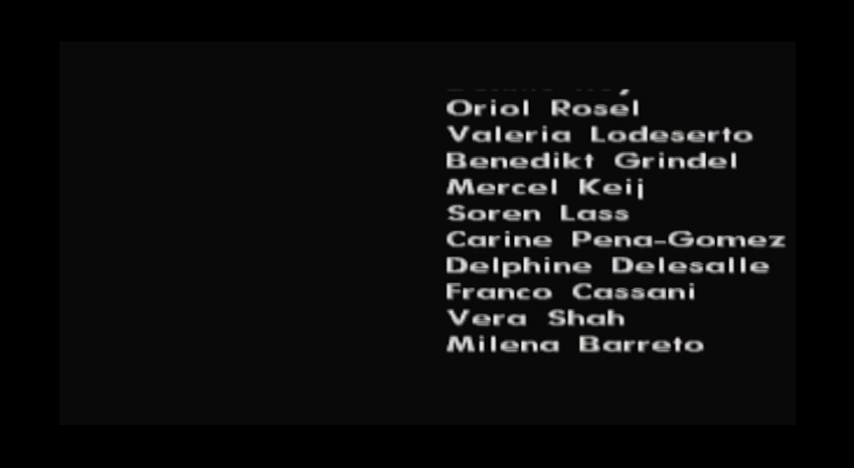 Oriol Rosel
Valeria Lodeserto
Benedikt Grindel
Mercel Keij
Soren Lass
Carine Pena-Gomez
Delphine Delesalle
Franco Cassani
Vera Shah
Milena Barreto